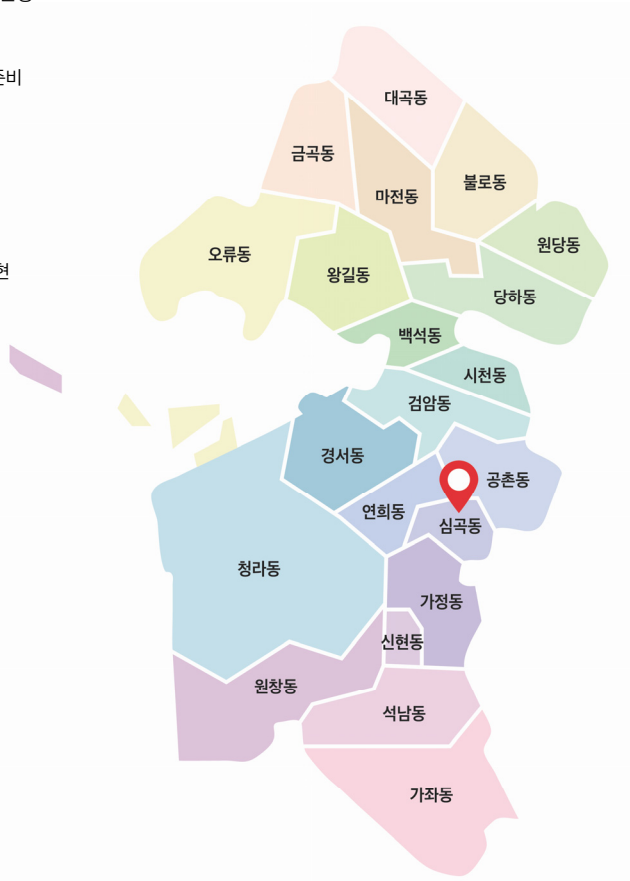 비
현
대곡동
금곡동
마전동
불로동
오류동
왕길동
원당동
당하동
백석동
시천동
검암동
경서동
공촌동
연희동
심곡동
청라동
가정동
신현동
원창동
석남동
가좌동